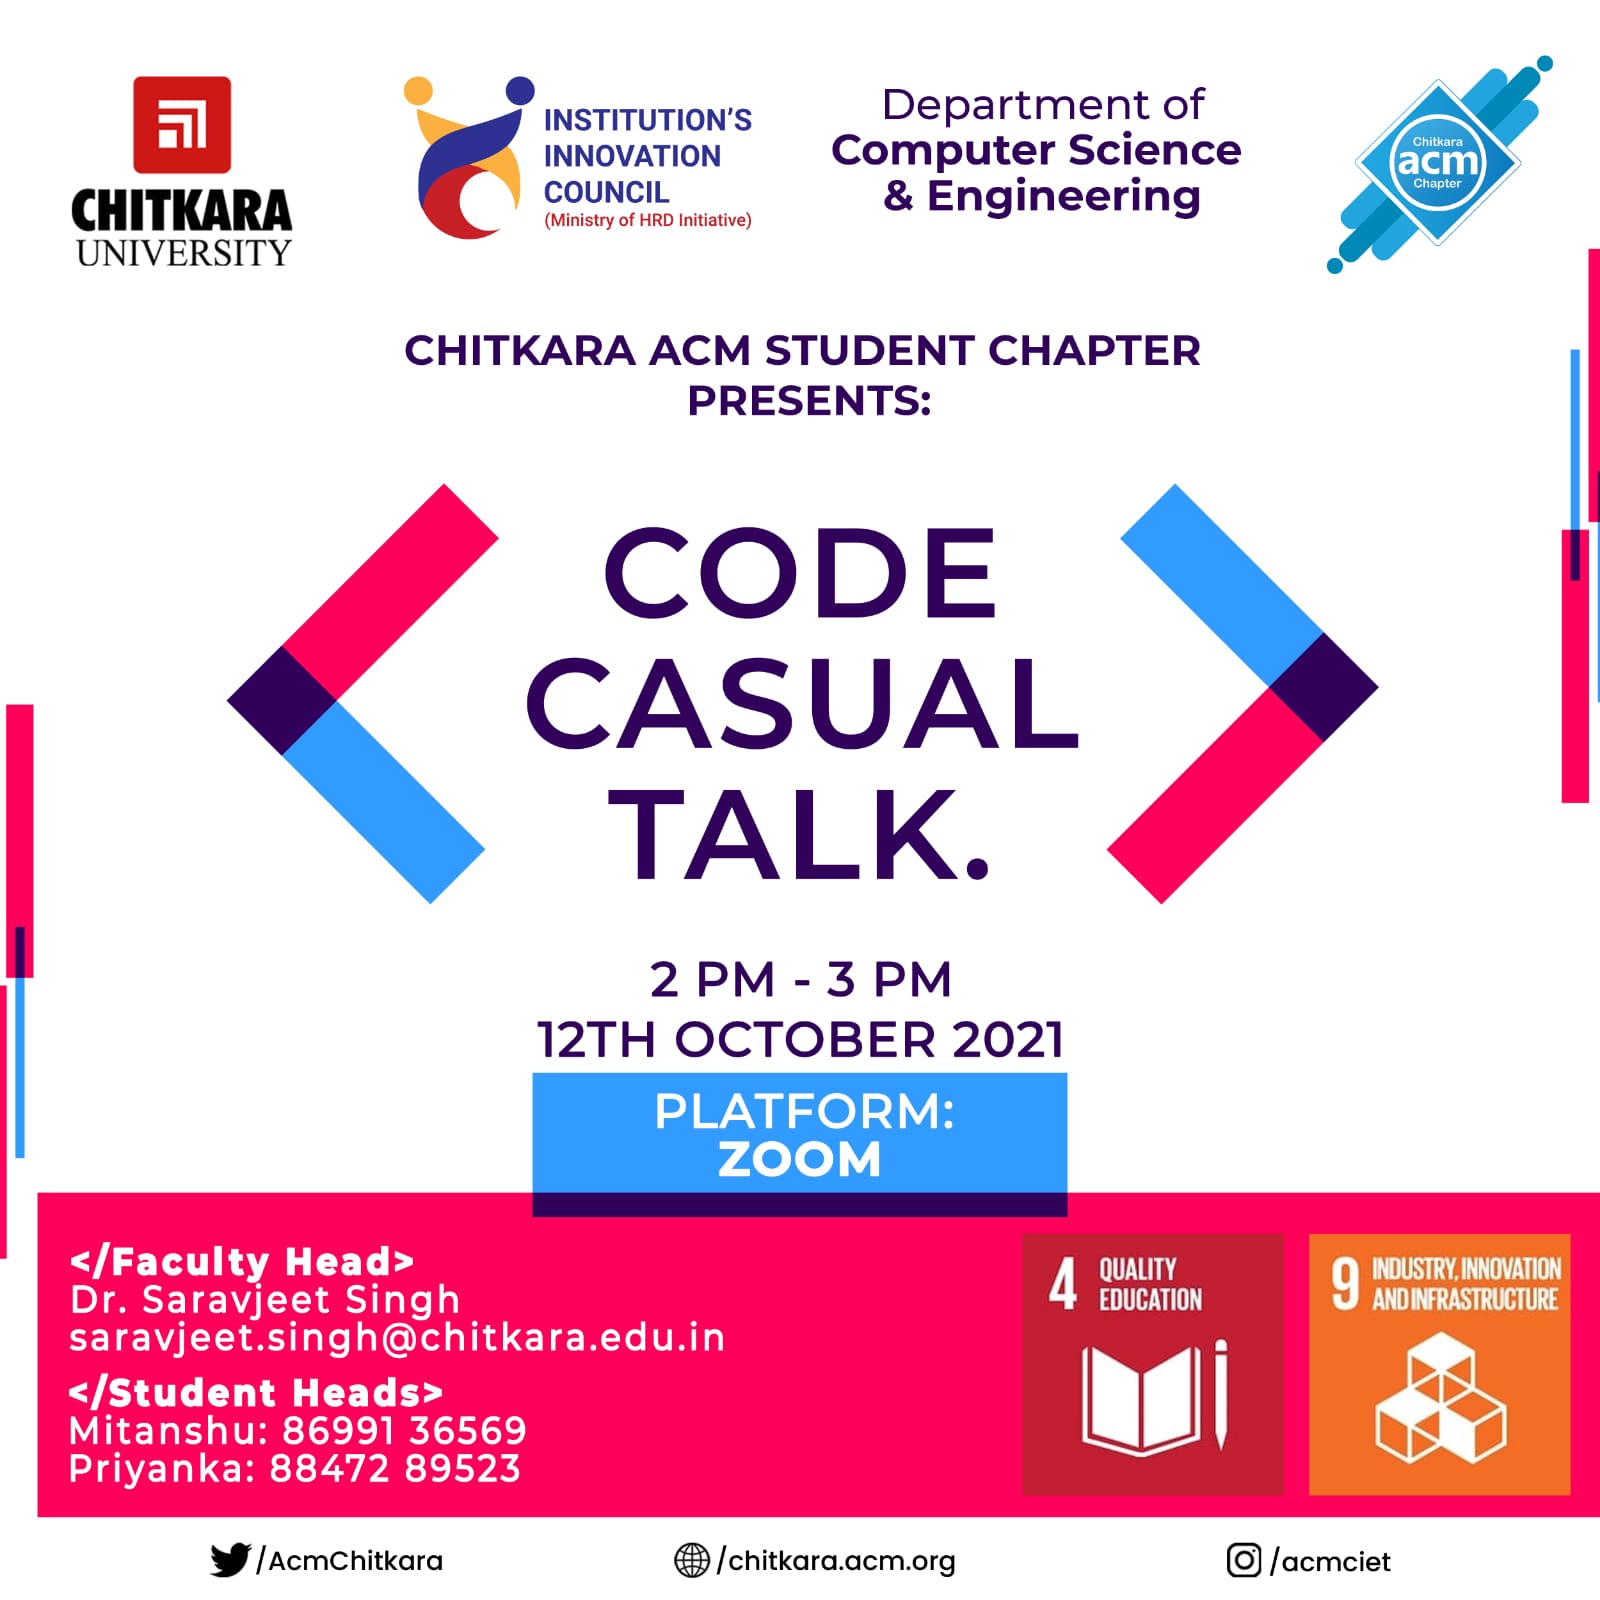 CHITKARA
UNIVERSITY
INSTITUTION'S
INNOVATION
COUNCIL
(Ministry of HRD Initiative)
Department of
Computer Science
& Engineering
Chitkara
acm
Chapter
CHITKARA ACM STUDENT CHAPTER
PRESENTS:
CODE
CASUAL
TALK.
2 PM - 3 PM
12TH OCTOBER 2021
PLATFORM:
ZOOM
</Faculty Head>
Dr. Saravjeet Singh
saravjeet.singh@chitkara.edu.in
</Student Heads>
Mitanshu: 86991 36569
Priyanka: 88472 89523
4 QUALITY
EDUCATION
9 INDUSTRY, INNOVATION
AND INFRASTRUCTURE
/AcmChitkara
/chitkara.acm.org
/acmciet